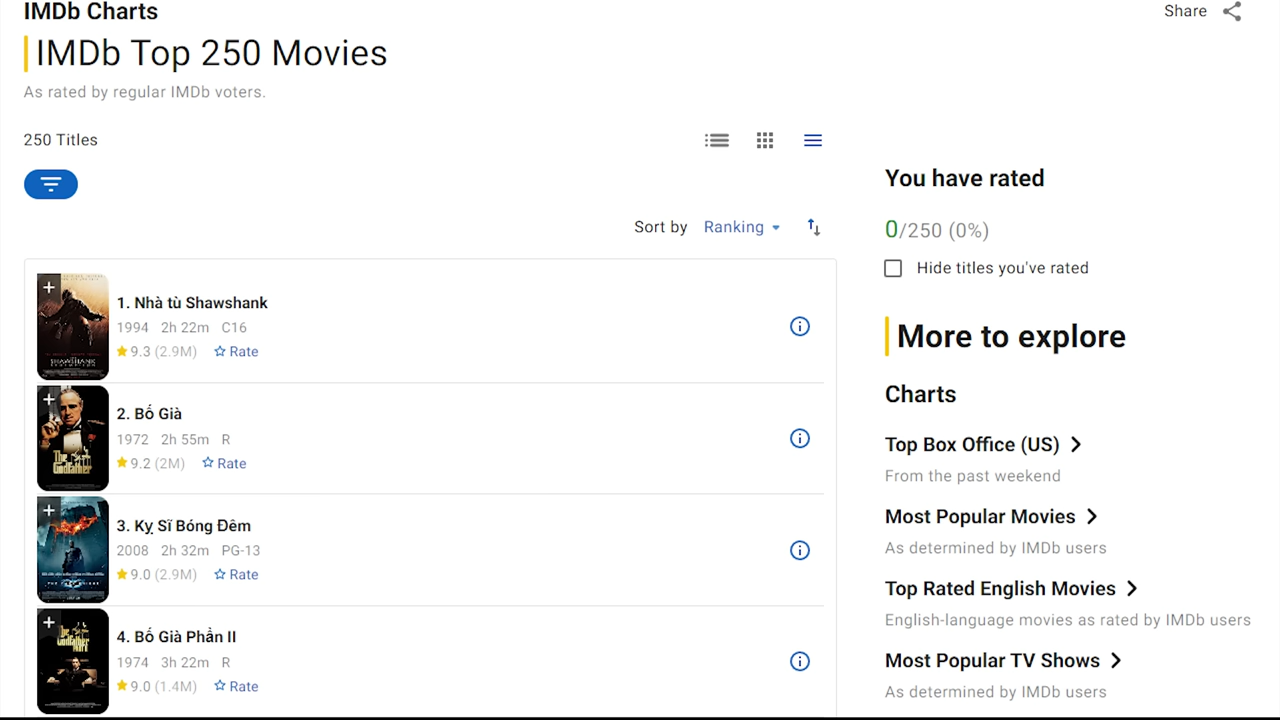 IMDb Charts
Share
IMDb Top 250 Movies
As rated by regular IMDb voters.
250 Titles
Sort by Ranking
1. Nhà tù Shawshank
1994 2h 22m C16
9.3 (2.9M) Rate
2. Bố Già
1972 2h 55m R
9.2 (2M) Rate
The Godfather
3. Kỵ Sĩ Bóng Đêm
2008 2h 32m PG-13
9.0 (2.9M) Rate
4. Bố Già Phần II
1974 3h 22m R
9.0 (1.4M) Rate
You have rated
0/250 (0%)
Hide titles you've rated
More to explore
Charts
Top Box Office (US)
From the past weekend
Most Popular Movies
As determined by IMDb users
Top Rated English Movies
English-language movies as rated by IMDb users
Most Popular TV Shows
As determined by IMDb users